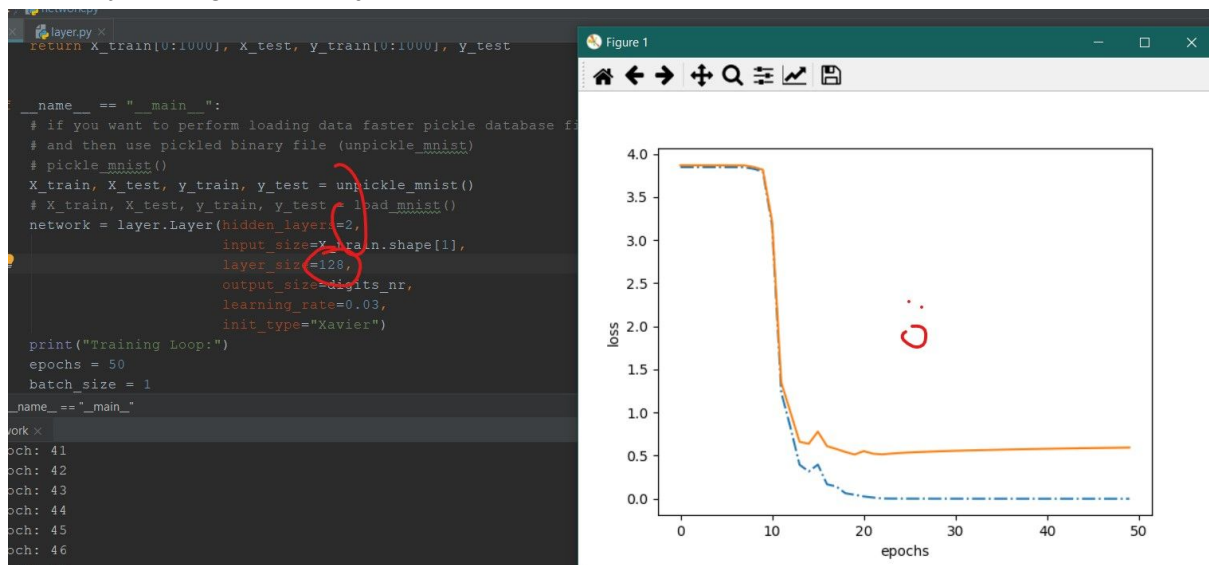 network.py
layer.py
return X_train[0:1000], X_test, y_train[0:1000], y_test
__name__ == "__main__":
# if you want to perform loading data faster pickle database fi
# and then use pickled binary file (unpickle_mnist)
# pickle_mnist()
X_train, X_test, y_train, y_test = unpickle_mnist()
# X_train, X_test, y_train, y_test = load_mnist()
network = layer.Layer(hidden_layers=2,
input_size=X_train.shape[1],
layer_size=128,
output_size=digits_nr,
learning_rate=0.03,
init_type="Xavier")
print("Training Loop:")
epochs = 50
batch_size = 1
__name__ == "__main__"
work
och: 41
och: 42
och: 43
och: 44
och: 45
och: 46
Figure 1
4.0
3.5
3.0
2.5
2.0
1.5
1.0
0.5
0.0
loss
0 10 20 30 40 50
epochs